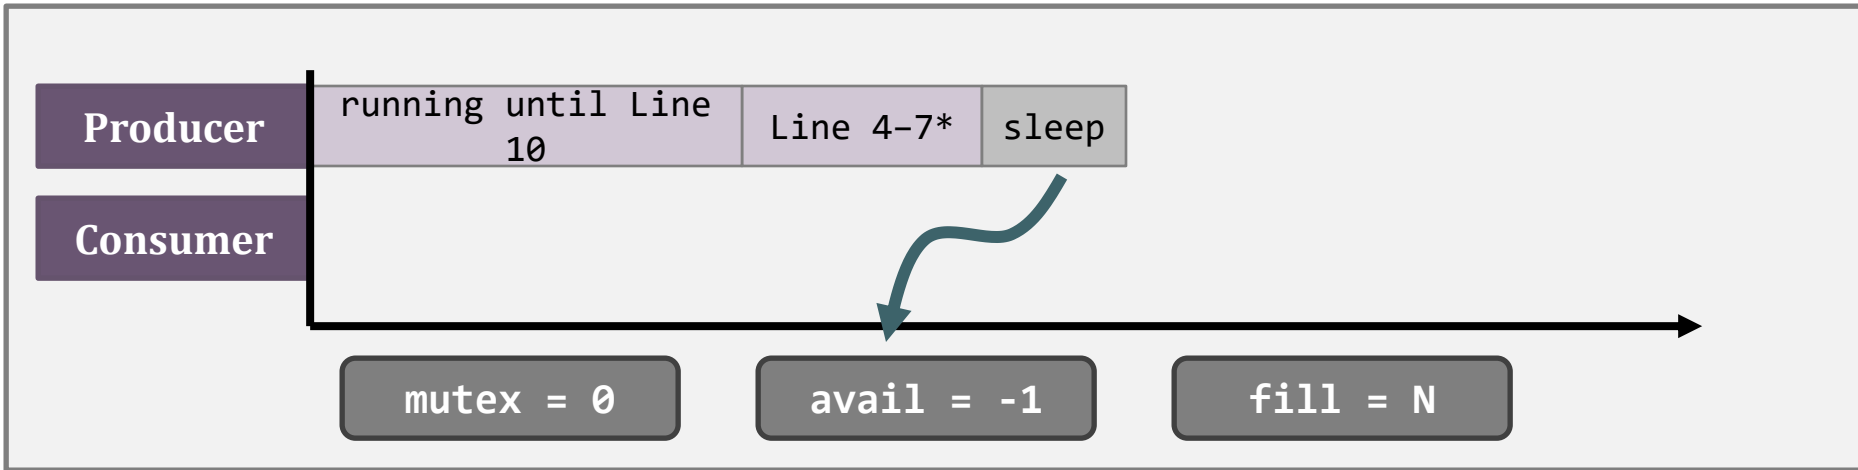 Producer
running until Line
10
Line 4–7*
sleep
Consumer
mutex = 0
avail = -1
fill = N